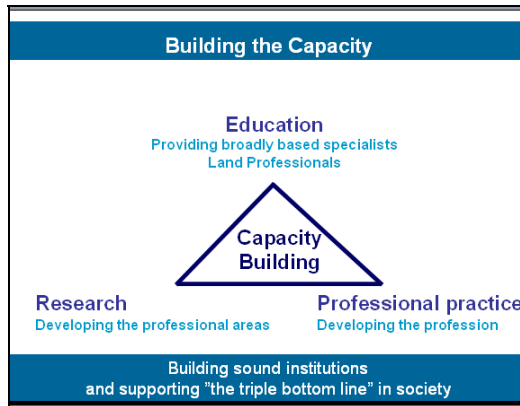 Building the Capacity
Education
Providing broadly based specialists
Land Professionals
Capacity
Building
Research
Developing the professional areas
Professional practice
Developing the profession
Building sound institutions
and supporting "the triple bottom line" in society